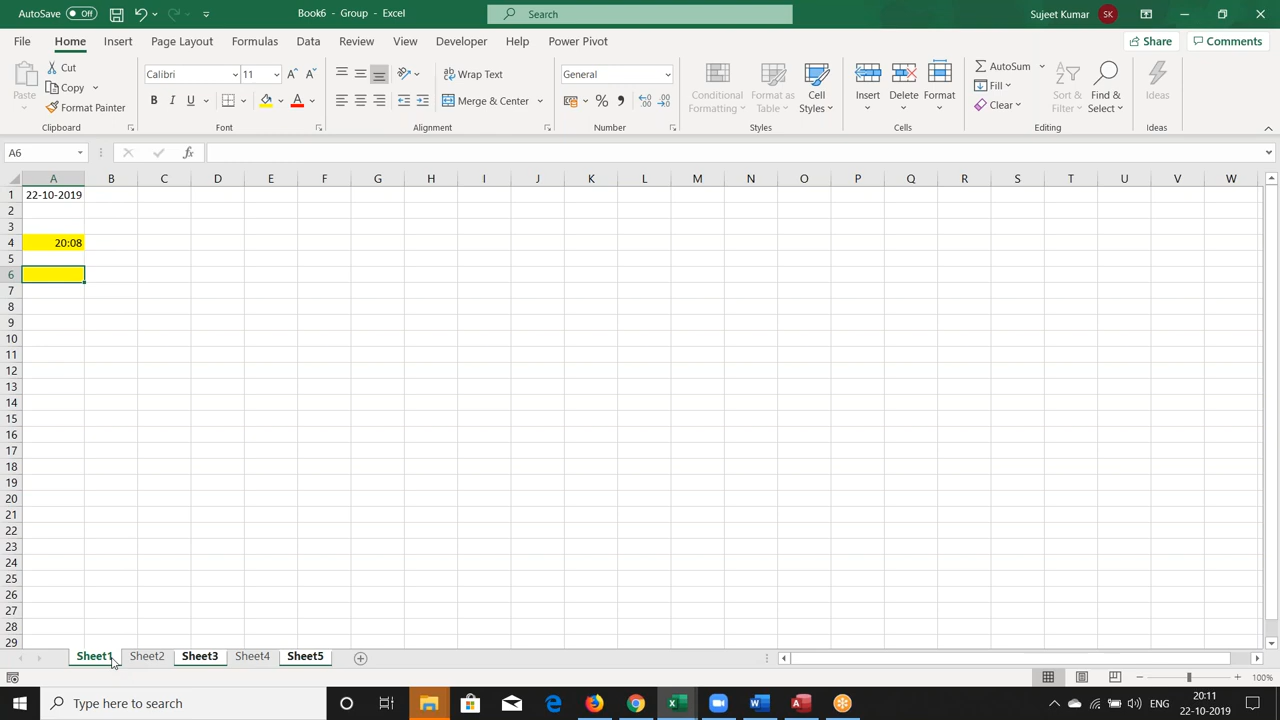 AutoSave Off Book6 - Group - Excel Search Sujeet Kumar SK
File Home Insert Page Layout Formulas Data Review View Developer Help Power Pivot Share Comments
Paste Cut Copy Format Painter Clipboard
Calibri 11 B I U A Font
Wrap Text Merge & Center Alignment
General % Number
Conditional Formatting Format as Table Cell Styles Styles
Insert Delete Format Cells
AutoSum Fill Clear Sort & Filter Find & Select Editing
Ideas Ideas
A6 fx
A B C D E F G H I J K L M N O P Q R S T U V W
1 22-10-2019
2
3
4 20:08
5
6
7
8
9
10
11
12
13
14
15
16
17
18
19
20
21
22
23
24
25
26
27
28
29
Sheet1 Sheet2 Sheet3 Sheet4 Sheet5
100%
Type here to search ENG 20:11
22-10-2019